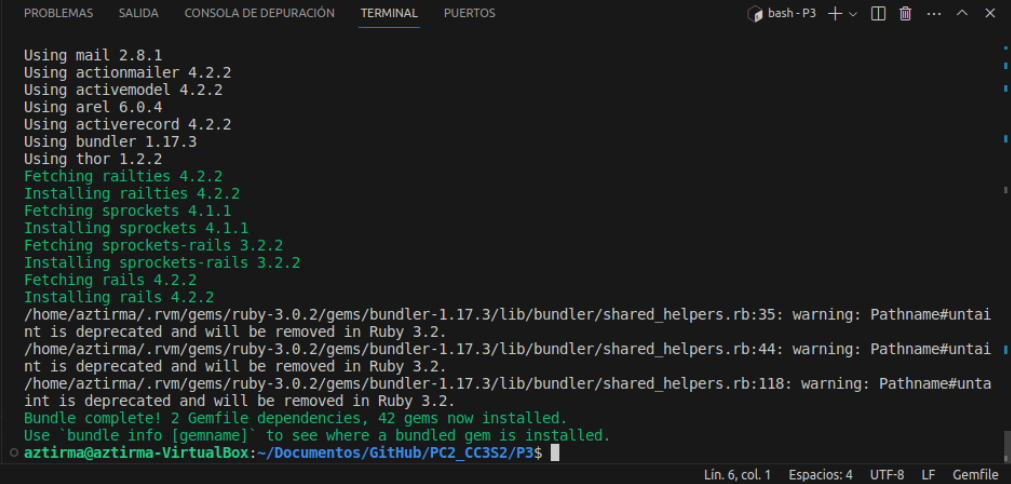 PROBLEMAS SALIDA CONSOLA DE DEPURACIÓN TERMINAL PUERTOS bash - P3
Using mail 2.8.1
Using actionmailer 4.2.2
Using activemodel 4.2.2
Using arel 6.0.4
Using activerecord 4.2.2
Using bundler 1.17.3
Using thor 1.2.2
Fetching railties 4.2.2
Installing railties 4.2.2
Fetching sprockets 4.1.1
Installing sprockets 4.1.1
Fetching sprockets-rails 3.2.2
Installing sprockets-rails 3.2.2
Fetching rails 4.2.2
Installing rails 4.2.2
/home/aztirma/.rvm/gems/ruby-3.0.2/gems/bundler-1.17.3/lib/bundler/shared_helpers.rb:35: warning: Pathname#untai
nt is deprecated and will be removed in Ruby 3.2.
/home/aztirma/.rvm/gems/ruby-3.0.2/gems/bundler-1.17.3/lib/bundler/shared_helpers.rb:44: warning: Pathname#untai
nt is deprecated and will be removed in Ruby 3.2.
/home/aztirma/.rvm/gems/ruby-3.0.2/gems/bundler-1.17.3/lib/bundler/shared_helpers.rb:118: warning: Pathname#unta
int is deprecated and will be removed in Ruby 3.2.
Bundle complete! 2 Gemfile dependencies, 42 gems now installed.
Use `bundle info [gemname]` to see where a bundled gem is installed.
aztirma@aztirma-VirtualBox:~/Documentos/GitHub/PC2_CC3S2/P3$
Lín. 6, col. 1 Espacios: 4 UTF-8 LF Gemfile